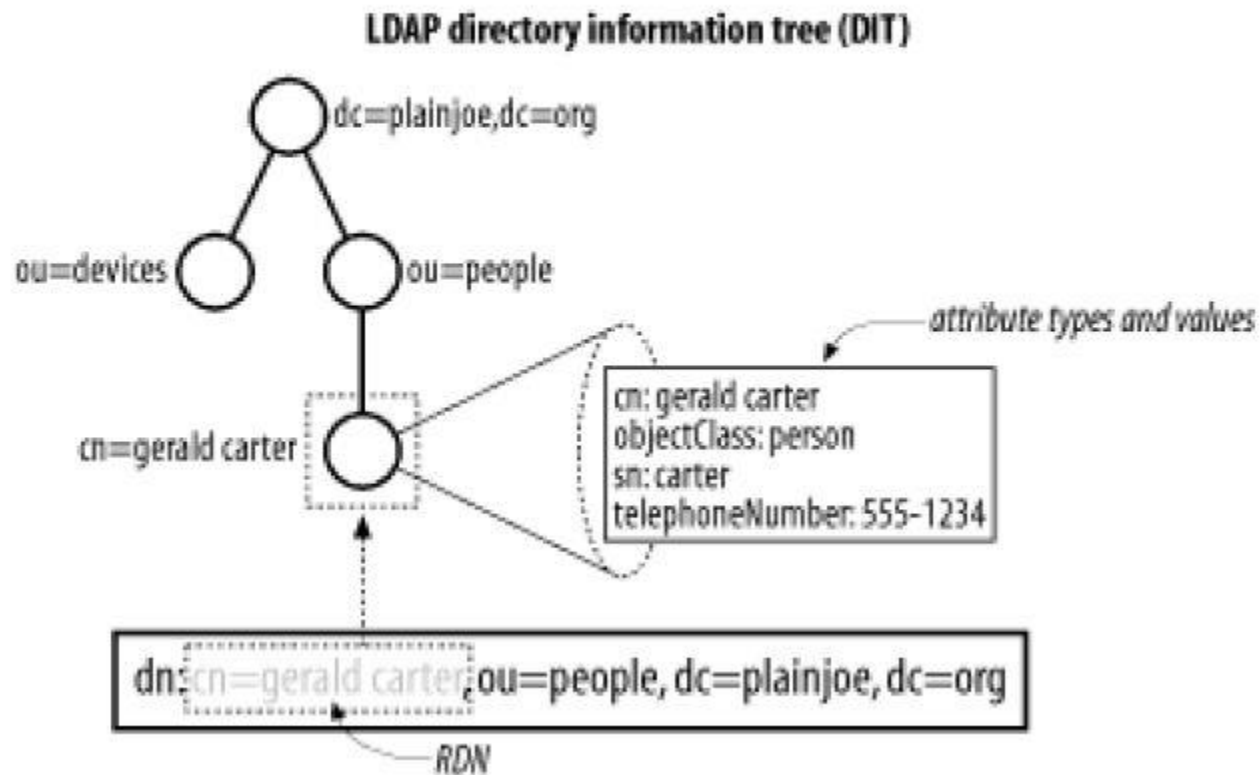 LDAP directory information tree (DIT)
dc=plainjoe,dc=org
ou=devices
ou=people
attribute types and values
cn: gerald carter
objectClass: person
sn: carter
telephoneNumber: 555-1234
cn=gerald carter
dn:cn=gerald carter,ou=people, dc=plainjoe, dc=org
RDN